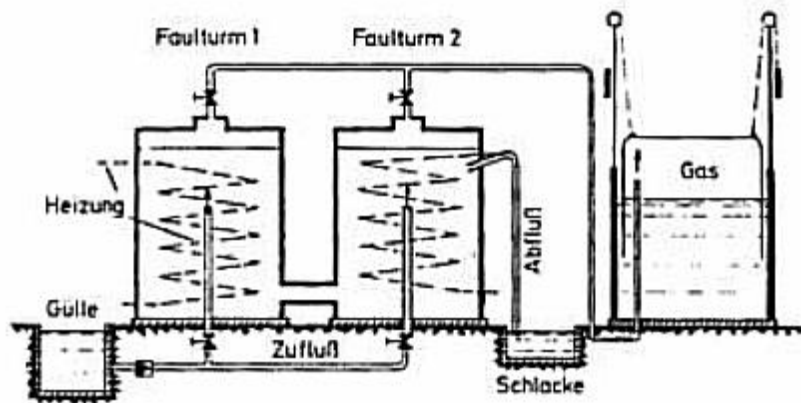 Faulturm 1
Faulturm 2
Gas
Heizung
Abfluß
Gülle
Zufluß
Schlacke